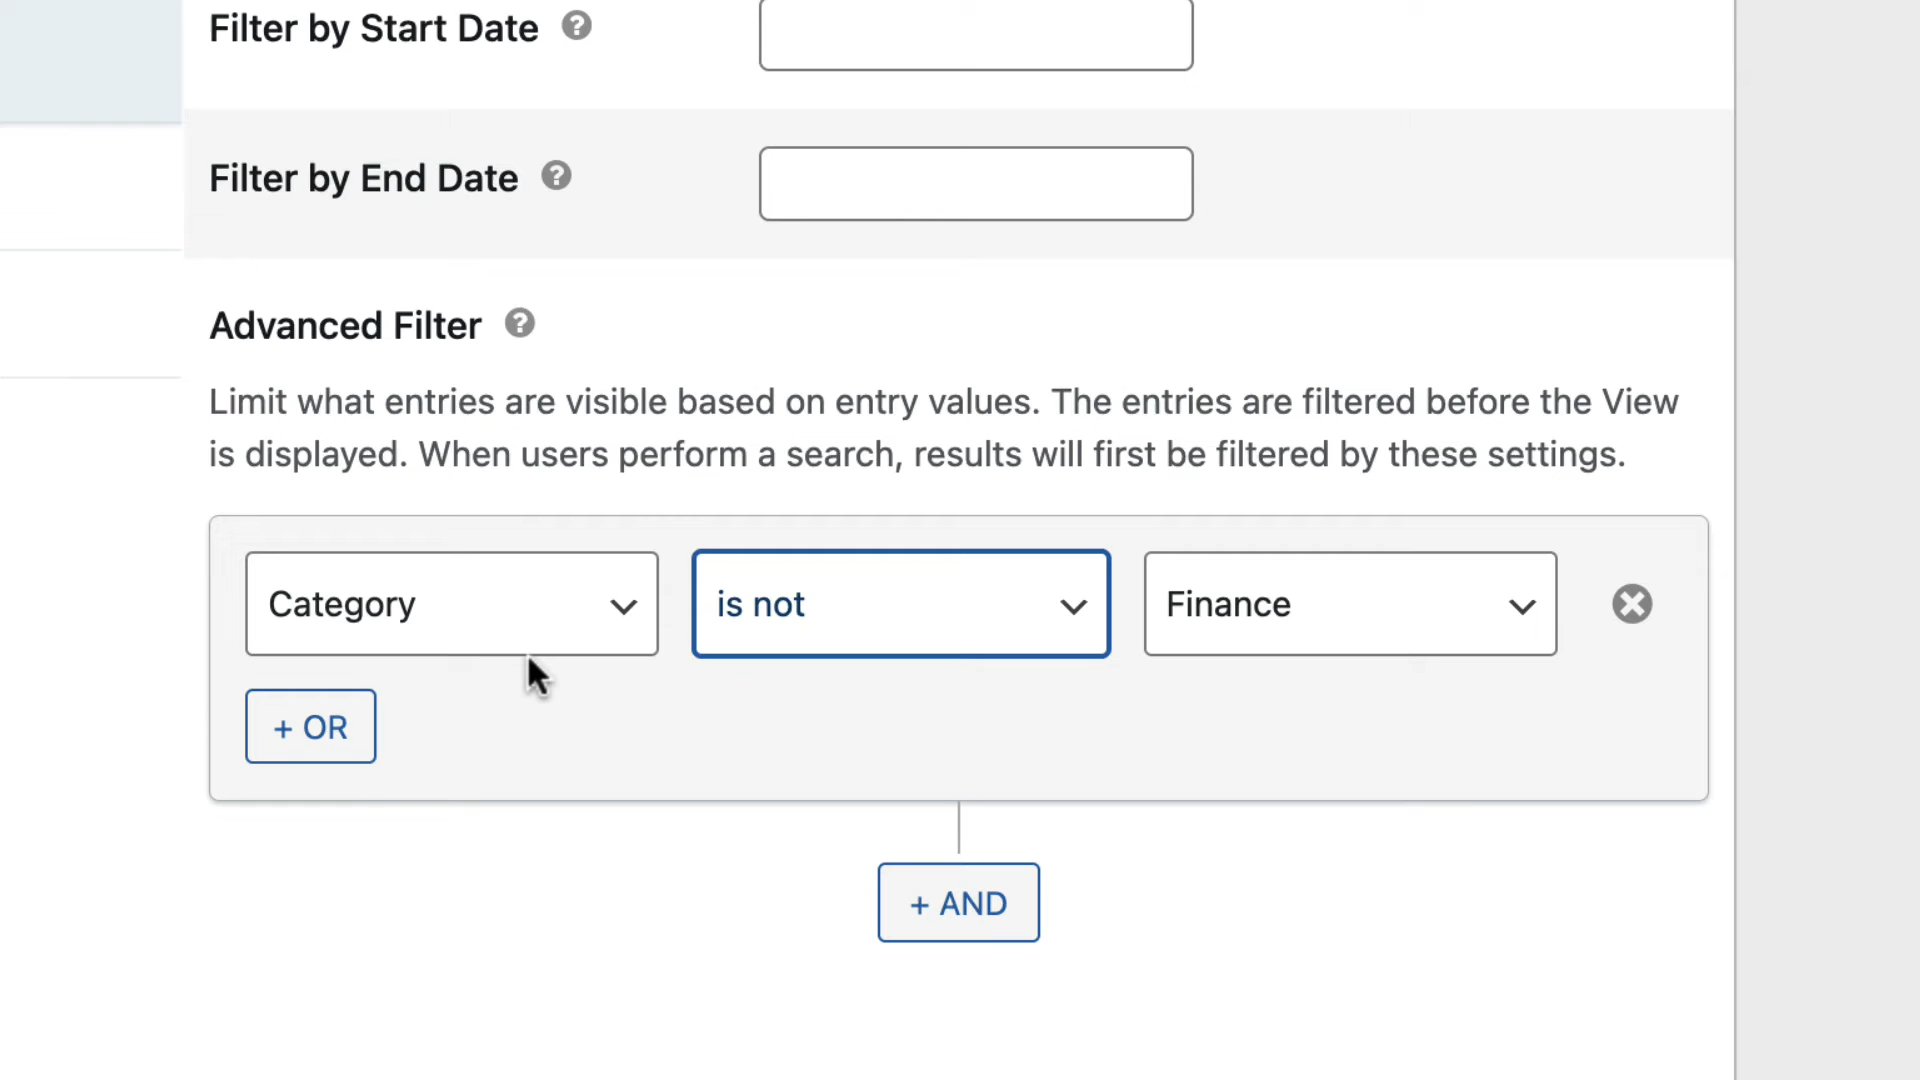 Filter by Start Date ?
Filter by End Date ?
Advanced Filter ?
Limit what entries are visible based on entry values. The entries are filtered before the View
is displayed. When users perform a search, results will first be filtered by these settings.
Category is not Finance
+ OR
+ AND